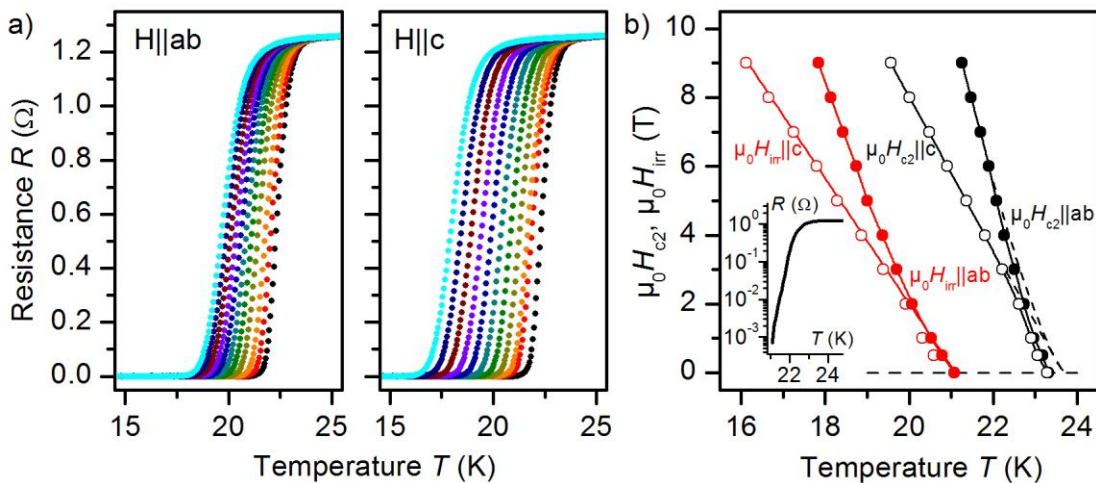 a)
H||ab
H||c
Resistance R (Ω)
1.2
1.0
0.8
0.6
0.4
0.2
0.0
15
20
25
15
20
25
Temperature T (K)
Temperature T (K)
b)
μ₀Hc2, μ₀Hirr (T)
10
8
6
4
2
0
μ₀Hirr||c
μ₀Hc2||c
μ₀Hc2||ab
μ₀Hirr||ab
R (Ω)
10⁰
10⁻¹
10⁻²
10⁻³
T (K)
22
24
16
18
20
22
24
Temperature T (K)